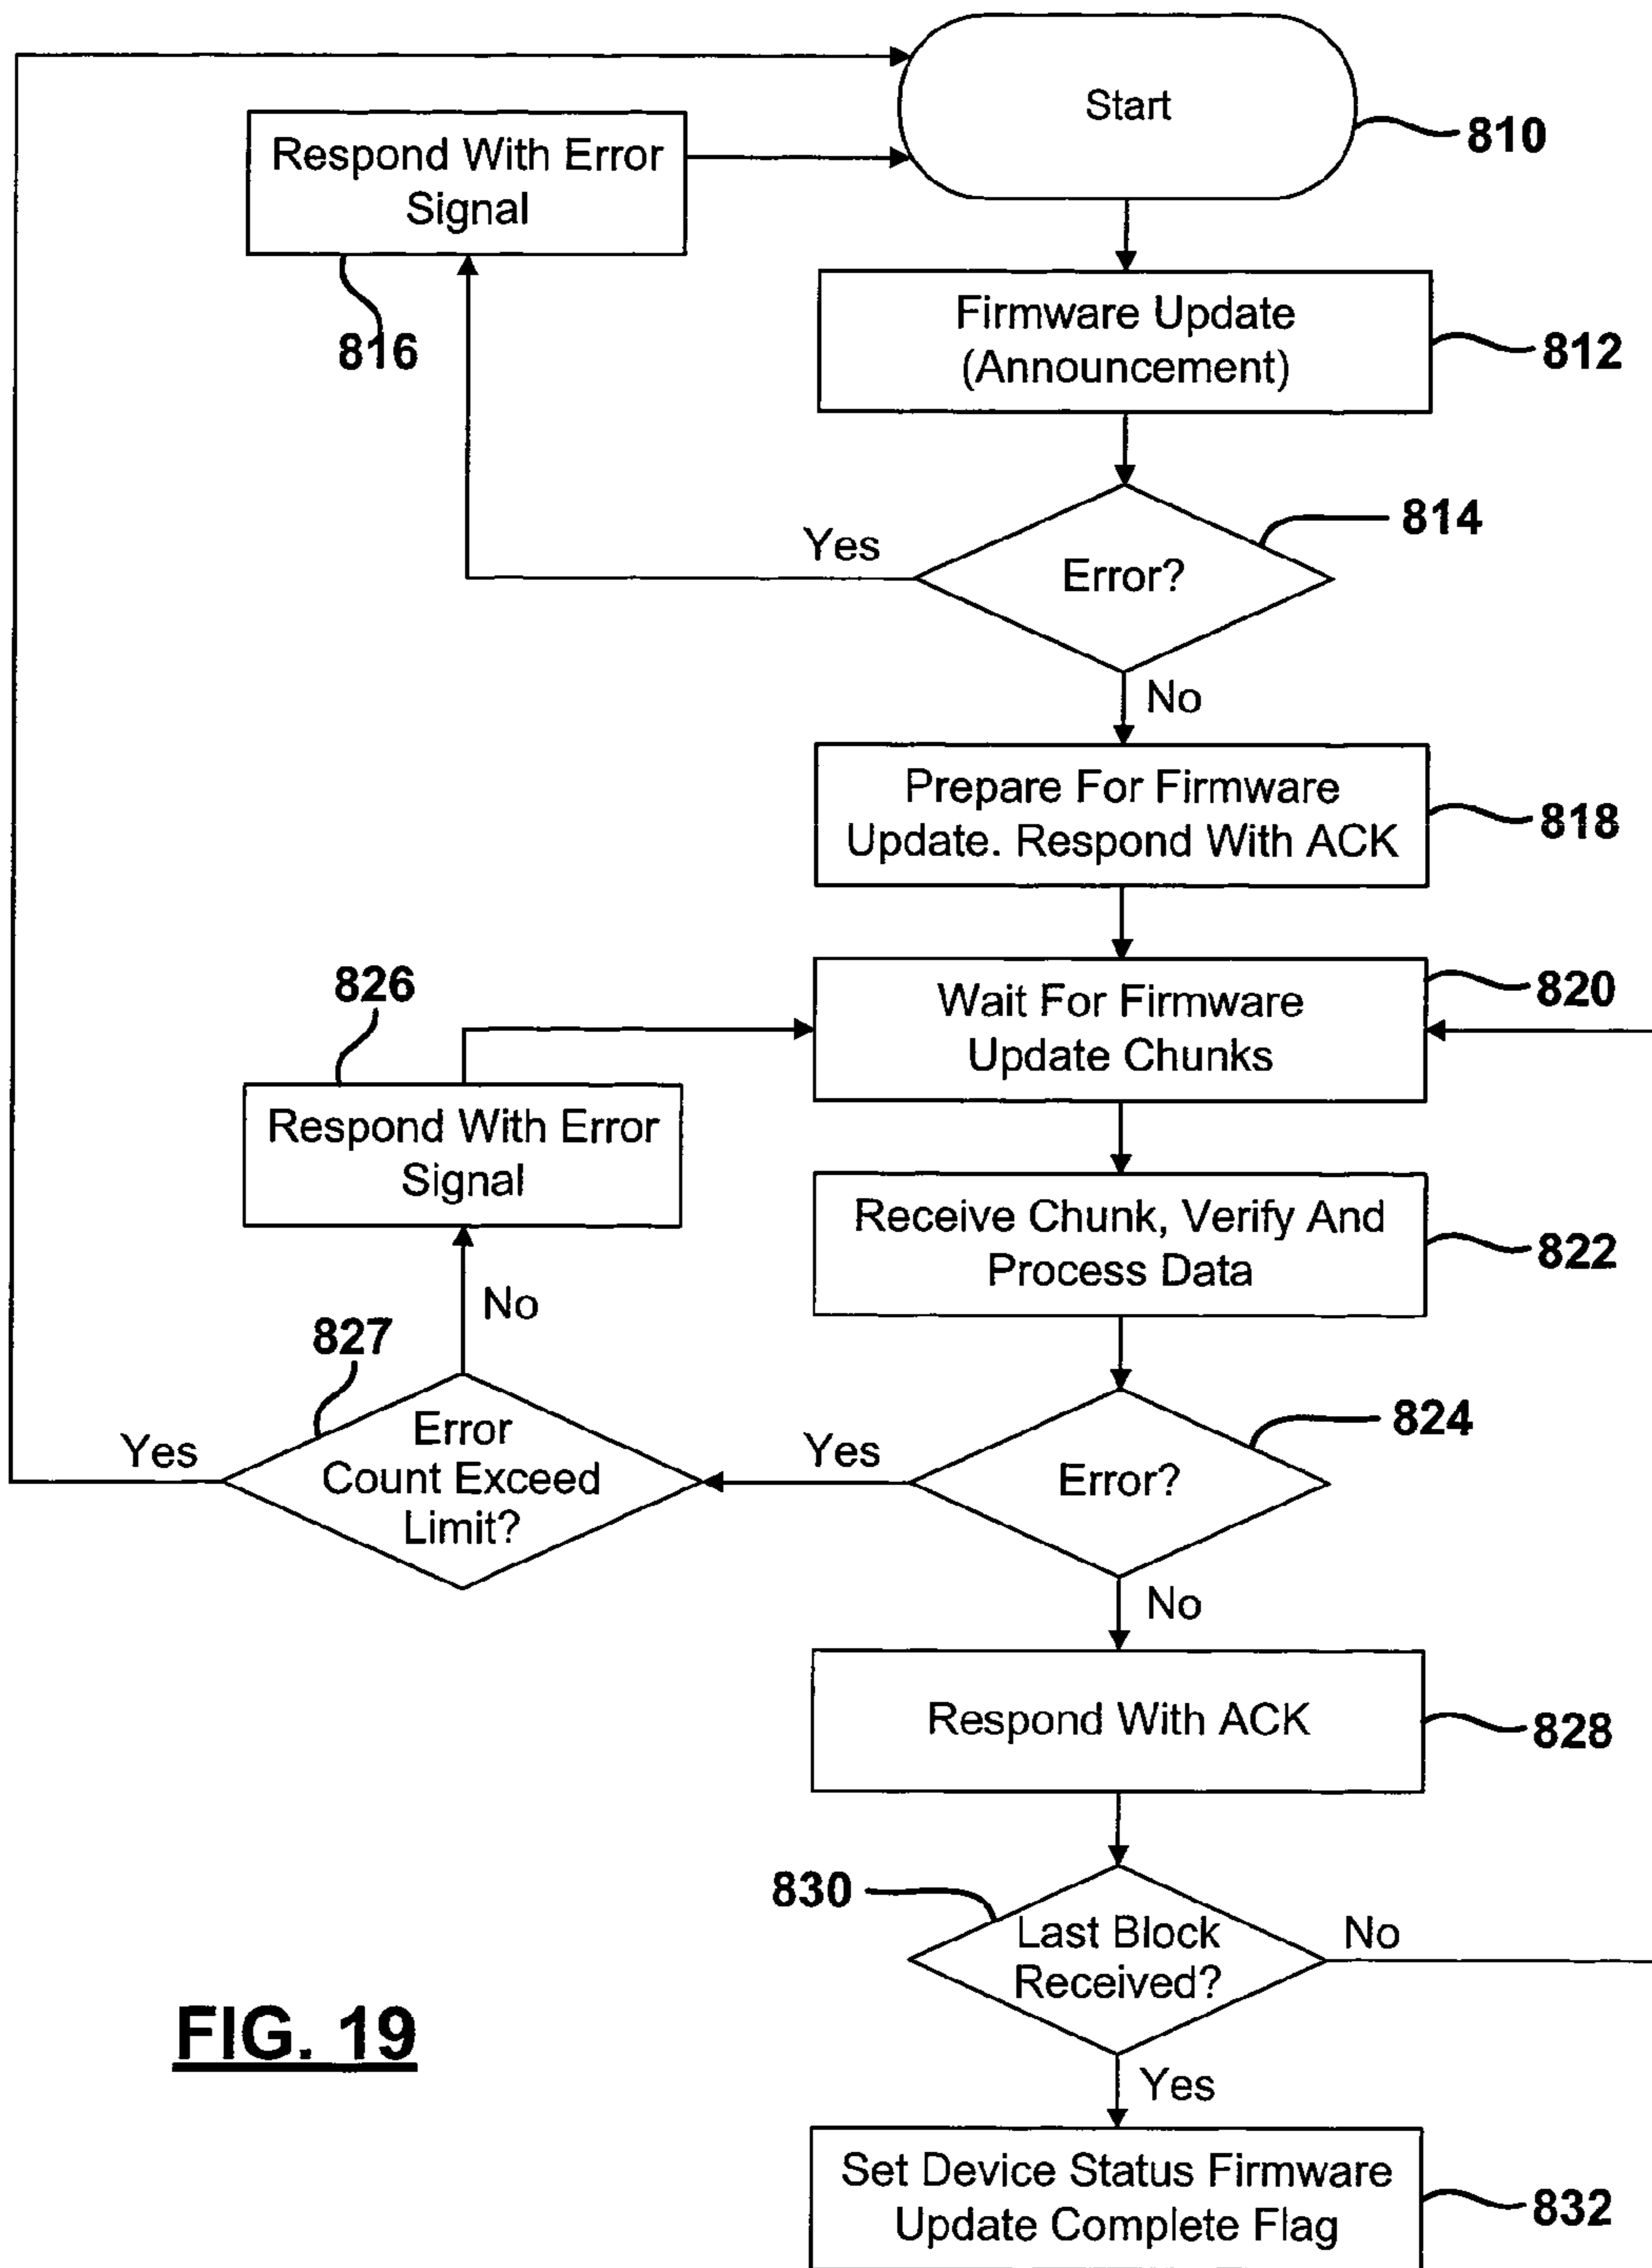 Start
810
Respond With Error
Signal
816
Firmware Update
(Announcement)
812
Yes
Error?
814
No
Prepare For Firmware
Update. Respond With ACK
818
826
Wait For Firmware
Update Chunks
820
Respond With Error
Signal
Receive Chunk, Verify And
Process Data
822
No
827
Yes
Error
Count Exceed
Limit?
Yes
Error?
824
No
Respond With ACK
828
830
Last Block
Received?
No
Yes
FIG. 19
Set Device Status Firmware
Update Complete Flag
832